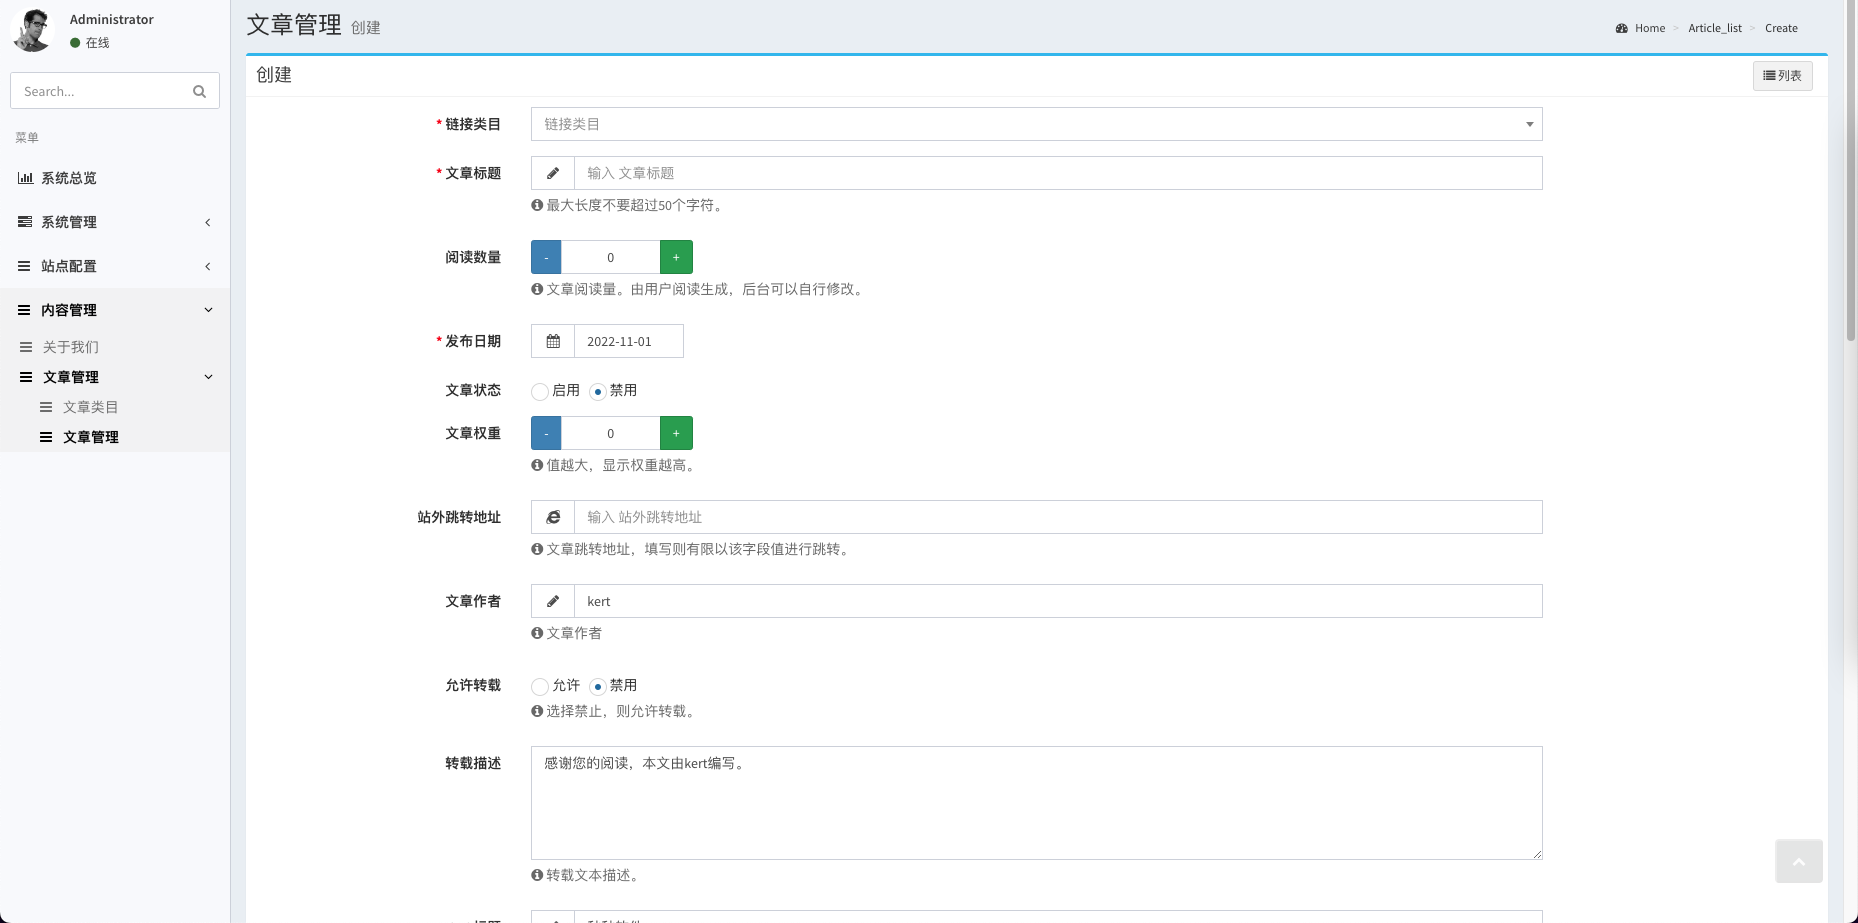 Administrator
在线
Search...
菜单
系统总览
系统管理
站点配置
内容管理
关于我们
文章管理
文章类目
文章管理
文章管理 创建
Home > Article_list > Create
创建
列表
* 链接类目 链接类目
* 文章标题 输入 文章标题
最大长度不要超过50个字符。
阅读数量 - 0 +
文章阅读量。由用户阅读生成，后台可以自行修改。
* 发布日期 2022-11-01
文章状态 启用 禁用
文章权重 - 0 +
值越大，显示权重越高。
站外跳转地址 输入 站外跳转地址
文章跳转地址，填写则有限以该字段值进行跳转。
文章作者 kert
文章作者
允许转载 允许 禁用
选择禁止，则允许转载。
转载描述 感谢您的阅读，本文由kert编写。
转载文本描述。